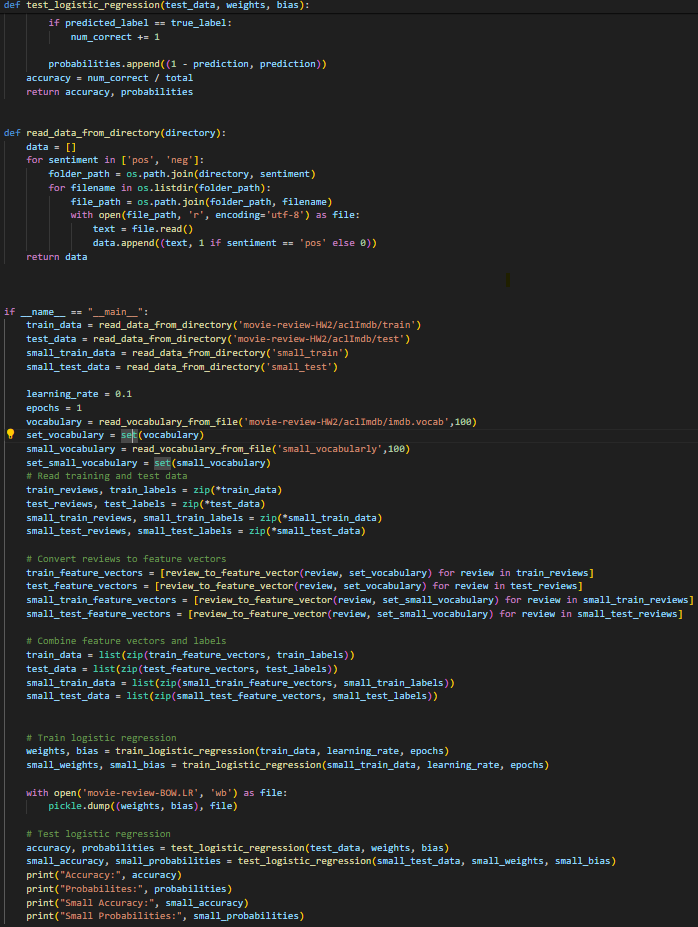 def test_logistic_regression(test_data, weights, bias):
if predicted_label == true_label:
num_correct += 1
probabilities.append((1 - prediction, prediction))
accuracy = num_correct / total
return accuracy, probabilities
def read_data_from_directory(directory):
data = []
for sentiment in ['pos', 'neg']:
folder_path = os.path.join(directory, sentiment)
for filename in os.listdir(folder_path):
file_path = os.path.join(folder_path, filename)
with open(file_path, 'r', encoding='utf-8') as file:
text = file.read()
data.append((text, 1 if sentiment == 'pos' else 0))
return data
if __name__ == "__main__":
train_data = read_data_from_directory('movie-review-HW2/aclImdb/train')
test_data = read_data_from_directory('movie-review-HW2/aclImdb/test')
small_train_data = read_data_from_directory('small_train')
small_test_data = read_data_from_directory('small_test')
learning_rate = 0.1
epochs = 1
vocabulary = read_vocabulary_from_file('movie-review-HW2/aclImdb/imdb.vocab',100)
set_vocabulary = set(vocabulary)
small_vocabulary = read_vocabulary_from_file('small_vocabularly',100)
set_small_vocabulary = set(small_vocabulary)
# Read training and test data
train_reviews, train_labels = zip(*train_data)
test_reviews, test_labels = zip(*test_data)
small_train_reviews, small_train_labels = zip(*small_train_data)
small_test_reviews, small_test_labels = zip(*small_test_data)
# Convert reviews to feature vectors
train_feature_vectors = [review_to_feature_vector(review, set_vocabulary) for review in train_reviews]
test_feature_vectors = [review_to_feature_vector(review, set_vocabulary) for review in test_reviews]
small_train_feature_vectors = [review_to_feature_vector(review, set_small_vocabulary) for review in small_train_reviews]
small_test_feature_vectors = [review_to_feature_vector(review, set_small_vocabulary) for review in small_test_reviews]
# Combine feature vectors and labels
train_data = list(zip(train_feature_vectors, train_labels))
test_data = list(zip(test_feature_vectors, test_labels))
small_train_data = list(zip(small_train_feature_vectors, small_train_labels))
small_test_data = list(zip(small_test_feature_vectors, small_test_labels))
# Train logistic regression
weights, bias = train_logistic_regression(train_data, learning_rate, epochs)
small_weights, small_bias = train_logistic_regression(small_train_data, learning_rate, epochs)
with open('movie-review-BOW.LR', 'wb') as file:
pickle.dump((weights, bias), file)
# Test logistic regression
accuracy, probabilities = test_logistic_regression(test_data, weights, bias)
small_accuracy, small_probabilities = test_logistic_regression(small_test_data, small_weights, small_bias)
print("Accuracy:", accuracy)
print("Probabilites:", probabilities)
print("Small Accuracy:", small_accuracy)
print("Small Probabilities:", small_probabilities)